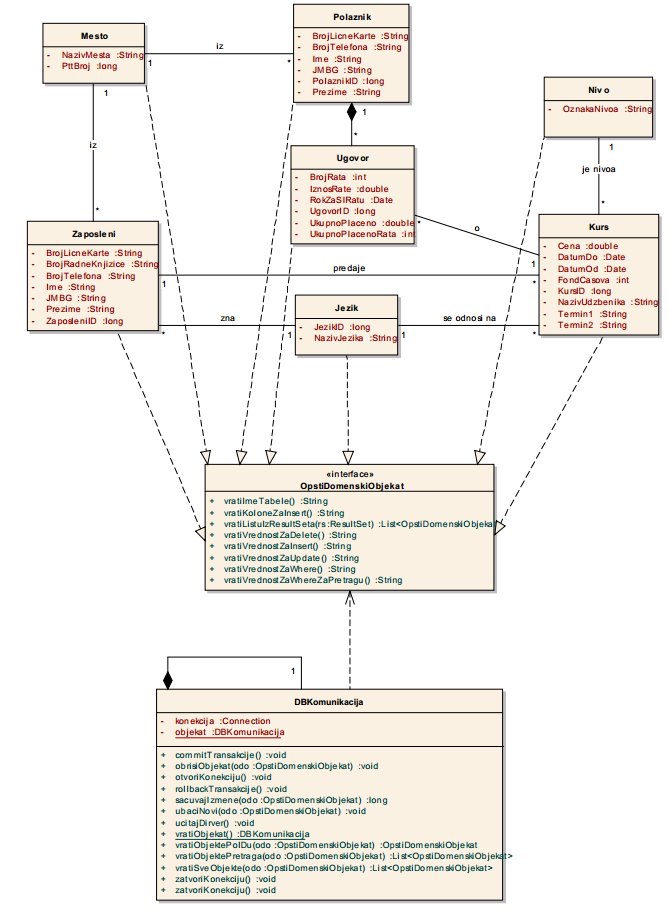 Polaznik
- BrojLicneKarte :String
- BrojTelefona :String
- Ime :String
- JMBG :String
- PolaznikID :long
- Prezime :String
Mesto
- NazivMesta :String
- PttBroj :long
iz
1
*
1
iz
*
1
*
Nivo
- OznakaNivoa :String
1
je nivoa
*
Ugovor
- BrojRata :int
- IznosRate :double
- RokZaSlRatu :Date
- UgovorID :long
- UkupnoPlaceno :double
- UkupnoPlacenoRata :int
*
o
1
Zaposleni
- BrojLicneKarte :String
- BrojRadneKnjizice :String
- BrojTelefona :String
- Ime :String
- JMBG :String
- Prezime :String
- ZaposleniID :long
Kurs
- Cena :double
- DatumDo :Date
- DatumOd :Date
- FondCasova :int
- KursID :long
- NazivUdzbenika :String
- Termin1 :String
- Termin2 :String
predaje
1
*
zna
*
1
Jezik
- JezikID :long
- NazivJezika :String
se odnosi na
1
*
«interface»
OpstiDomenskiObjekat
+ vratiImeTabele() :String
+ vratiKoloneZaInsert() :String
+ vratiListuIzResultSeta(rs :ResultSet) :List<OpstiDomenskiObjekat
+ vratiVrednostZaDelete() :String
+ vratiVrednostZaInsert() :String
+ vratiVrednostZaUpdate() :String
+ vratiVrednostZaWhere() :String
+ vratiVrednostZaWhereZaPretragu() :String
1
DBKomunikacija
- konekcija :Connection
- objekat :DBKomunikacija
+ commitTransakcije() :void
+ obrisiObjekat(odo :OpstiDomenskiObjekat) :void
+ otvoriKonekciju() :void
+ rollbackTransakcije() :void
+ sacuvajIzmene(odo :OpstiDomenskiObjekat) :long
+ ubaciNovi(odo :OpstiDomenskiObjekat) :void
+ ucitajDirver() :void
+ vratiObjekat() :DBKomunikacija
+ vratiObjektePoIDu(odo :OpstiDomenskiObjekat) :OpstiDomenskiObjekat
+ vratiObjektePretraga(odo :OpstiDomenskiObjekat) :List<OpstiDomenskiObjekat>
+ vratiSveObjekte(odo :OpstiDomenskiObjekat) :List<OpstiDomenskiObjekat>
+ zatvoriKonekciju() :void
+ zatvoriKonekciju() :void